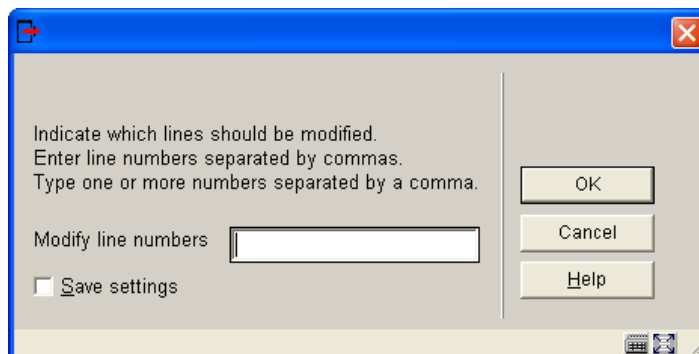 Indicate which lines should be modified.
Enter line numbers separated by commas.
Type one or more numbers separated by a comma.
Modify line numbers
Save settings
OK
Cancel
Help